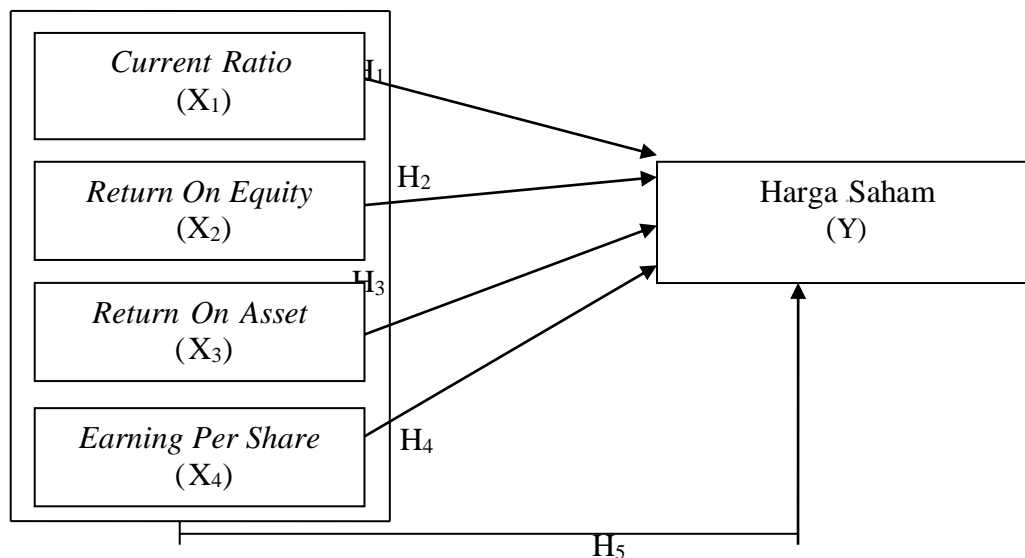 Current Ratio
(X₁)
H₁
Return On Equity
(X₂)
H₂
Harga Saham
(Y)
H₃
Return On Asset
(X₃)
Earning Per Share
(X₄)
H₄
H₅